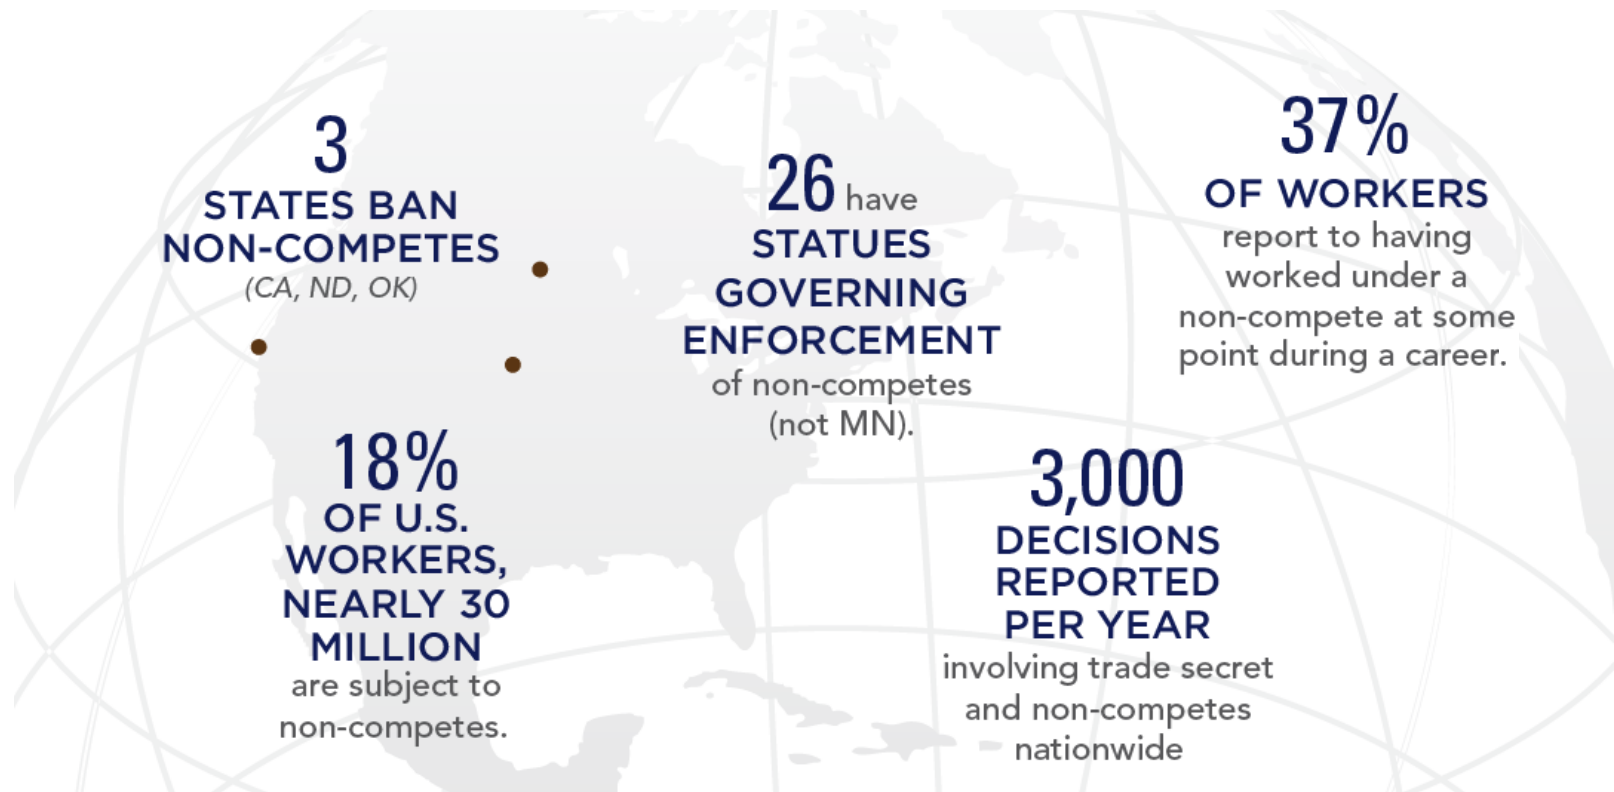 3
STATES BAN
NON-COMPETES
(CA, ND, OK)
26 have
STATUES
GOVERNING
ENFORCEMENT
of non-competes
(not MN).
37%
OF WORKERS
report to having
worked under a
non-compete at some
point during a career.
18%
OF U.S.
WORKERS,
NEARLY 30
MILLION
are subject to
non-competes.
3,000
DECISIONS
REPORTED
PER YEAR
involving trade secret
and non-competes
nationwide